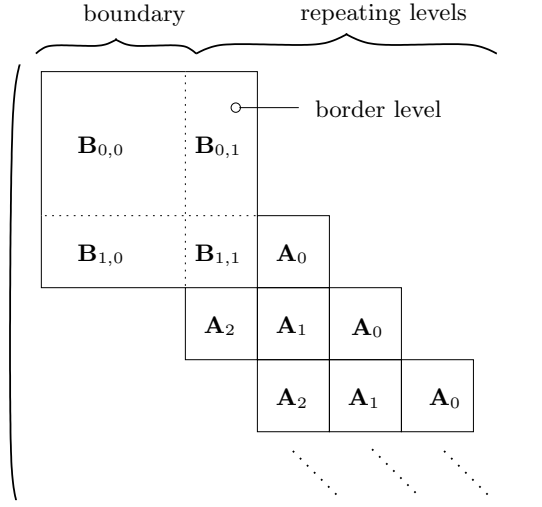 boundary repeating levels
border level
B0,0 B0,1
B1,0 B1,1 A0
A2 A1 A0
A2 A1 A0